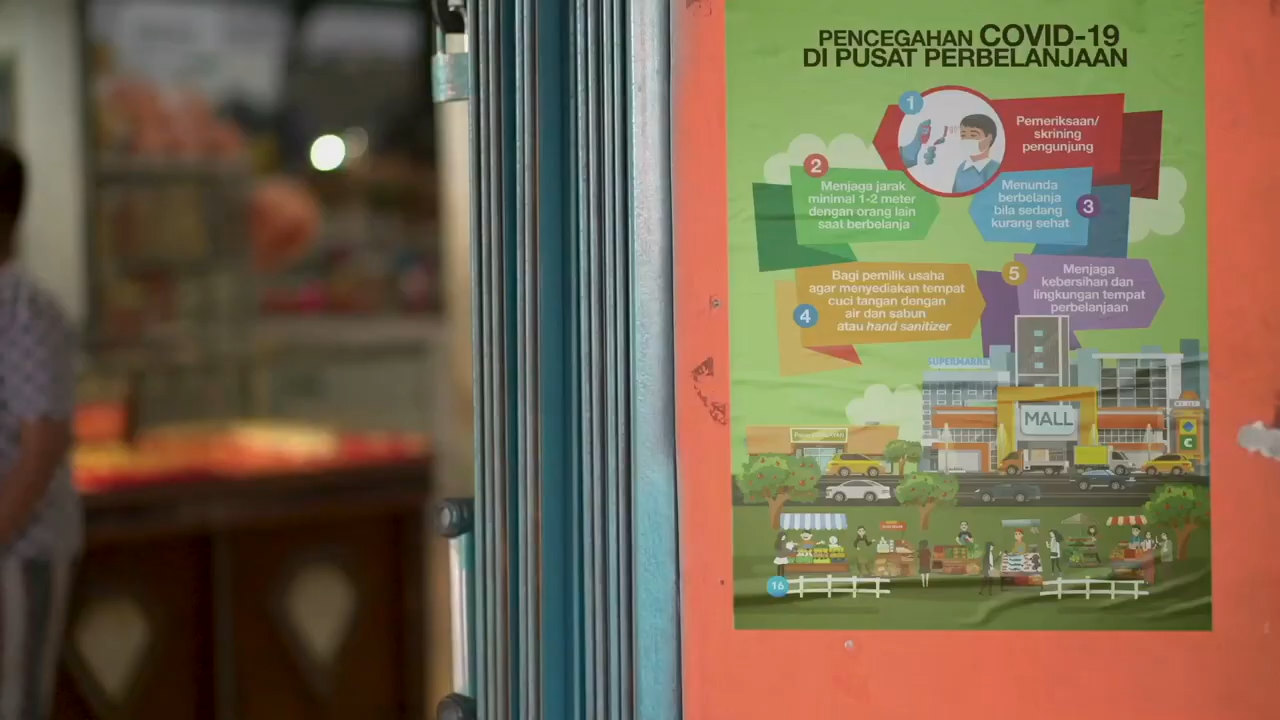 PENCEGAHAN COVID-19
DI PUSAT PERBELANJAAN
1
Pemeriksaan/
skrining
pengunjung
2
Menjaga jarak
minimal 1-2 meter
dengan orang lain
saat berbelanja
Menunda
berbelanja
bila sedang
kurang sehat
3
4
Bagi pemilik usaha
agar menyediakan tempat
cuci tangan dengan
air dan sabun
atau hand sanitizer
5
Menjaga
kebersihan dan
lingkungan tempat
perbelanjaan
SUPERMARKET
MALL
C
16